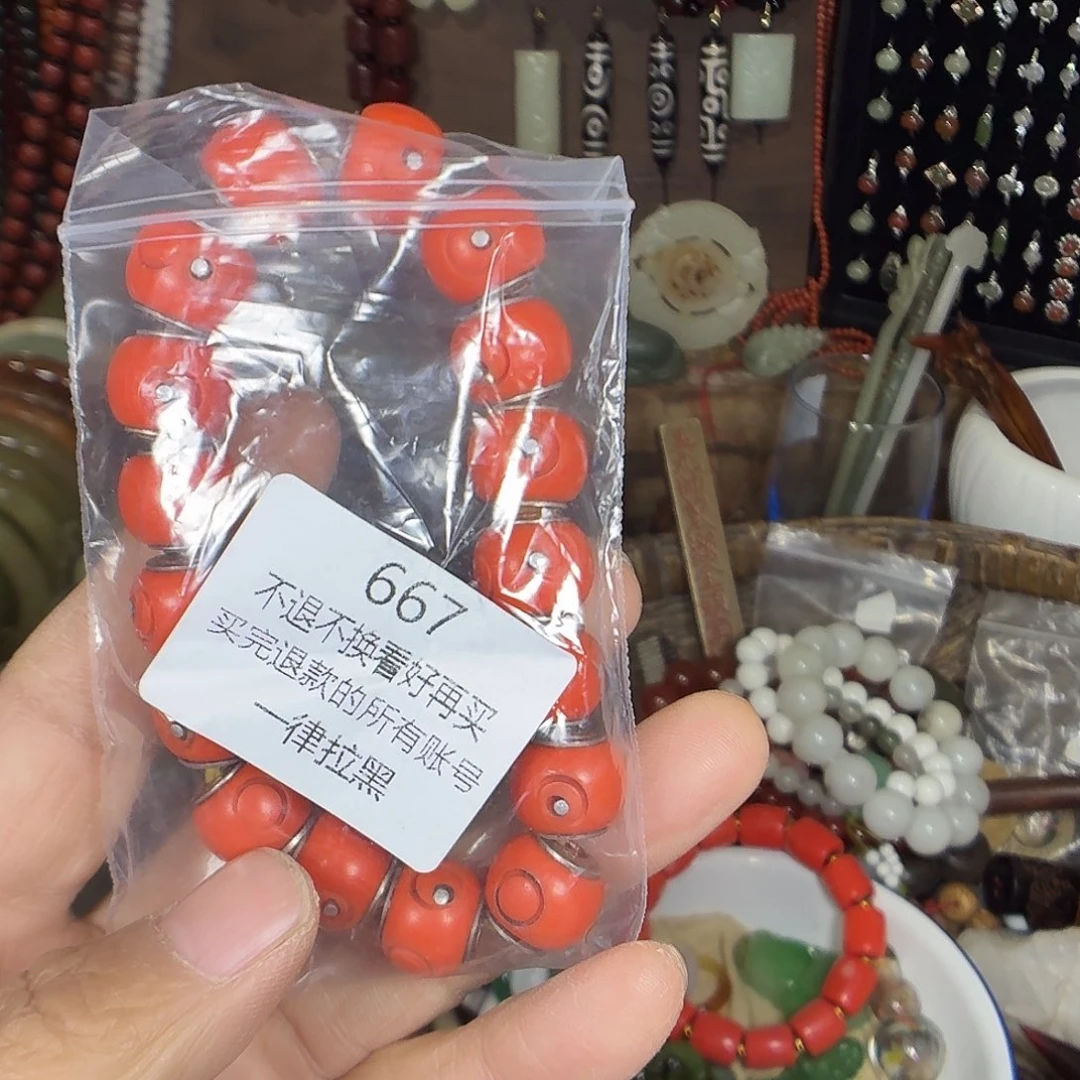 667
不退不换看好再买
买完退款的所有账号
一律拉黑